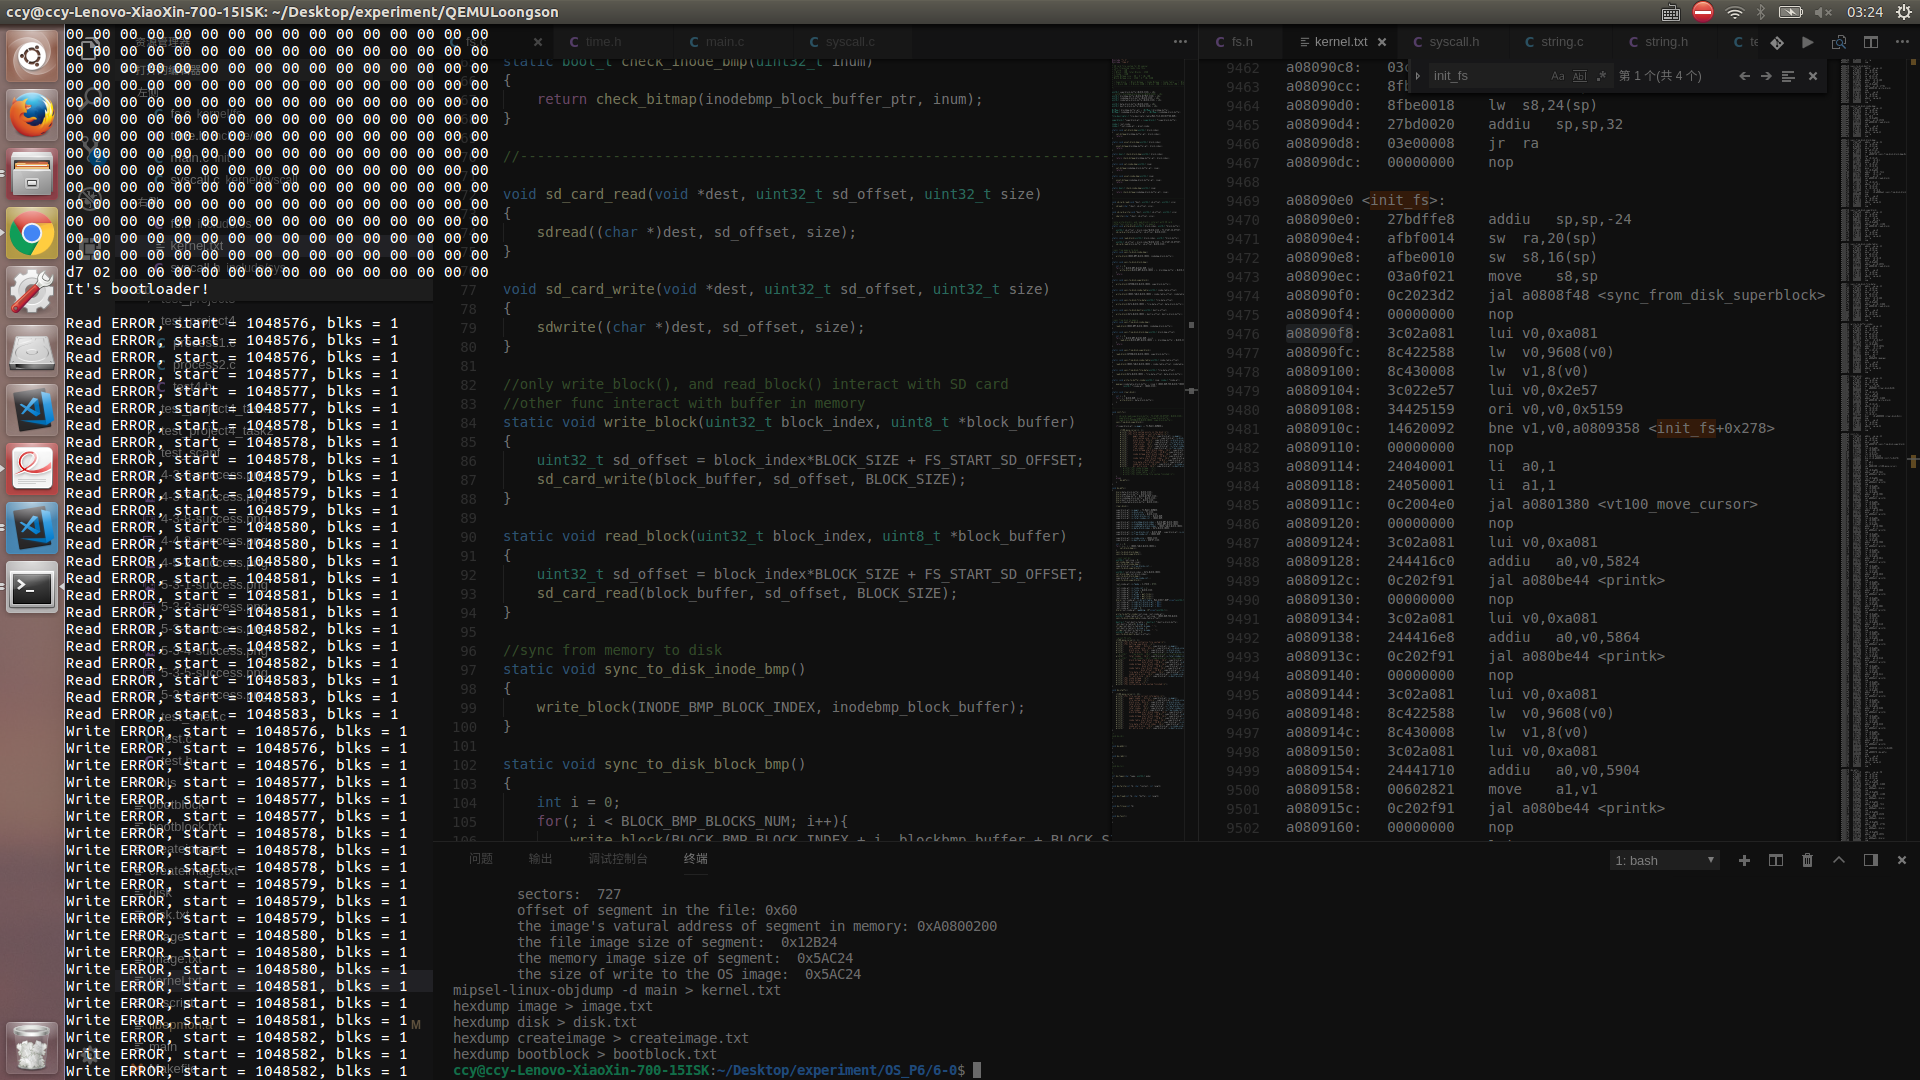 ccy@ccy-Lenovo-XiaoXin-700-15ISK: ~/Desktop/experiment/QEMULoongson
03:24
00 00 00 00 00 00 00 00 00 00 00 00 00 00 00 00
00 00 00 00 00 00 00 00 00 00 00 00 00 00 00 00
00 00 00 00 00 00 00 00 00 00 00 00 00 00 00 00
00 00 00 00 00 00 00 00 00 00 00 00 00 00 00 00
00 00 00 00 00 00 00 00 00 00 00 00 00 00 00 00
00 00 00 00 00 00 00 00 00 00 00 00 00 00 00 00
00 00 00 00 00 00 00 00 00 00 00 00 00 00 00 00
00 00 00 00 00 00 00 00 00 00 00 00 00 00 00 00
00 00 00 00 00 00 00 00 00 00 00 00 00 00 00 00
00 00 00 00 00 00 00 00 00 00 00 00 00 00 00 00
00 00 00 00 00 00 00 00 00 00 00 00 00 00 00 00
00 00 00 00 00 00 00 00 00 00 00 00 00 00 00 00
00 00 00 00 00 00 00 00 00 00 00 00 00 00 00 00
00 00 00 00 00 00 00 00 00 00 00 00 00 00 00 00
d7 02 00 00 00 00 00 00 00 00 00 00 00 00 00 00
It's bootloader!
Read ERROR, start = 1048576, blks = 1
Read ERROR, start = 1048576, blks = 1
Read ERROR, start = 1048576, blks = 1
Read ERROR, start = 1048577, blks = 1
Read ERROR, start = 1048577, blks = 1
Read ERROR, start = 1048577, blks = 1
Read ERROR, start = 1048578, blks = 1
Read ERROR, start = 1048578, blks = 1
Read ERROR, start = 1048578, blks = 1
Read ERROR, start = 1048579, blks = 1
Read ERROR, start = 1048579, blks = 1
Read ERROR, start = 1048579, blks = 1
Read ERROR, start = 1048580, blks = 1
Read ERROR, start = 1048580, blks = 1
Read ERROR, start = 1048580, blks = 1
Read ERROR, start = 1048581, blks = 1
Read ERROR, start = 1048581, blks = 1
Read ERROR, start = 1048581, blks = 1
Read ERROR, start = 1048582, blks = 1
Read ERROR, start = 1048582, blks = 1
Read ERROR, start = 1048582, blks = 1
Read ERROR, start = 1048583, blks = 1
Read ERROR, start = 1048583, blks = 1
Read ERROR, start = 1048583, blks = 1
Write ERROR, start = 1048576, blks = 1
Write ERROR, start = 1048576, blks = 1
Write ERROR, start = 1048576, blks = 1
Write ERROR, start = 1048577, blks = 1
Write ERROR, start = 1048577, blks = 1
Write ERROR, start = 1048577, blks = 1
Write ERROR, start = 1048578, blks = 1
Write ERROR, start = 1048578, blks = 1
Write ERROR, start = 1048578, blks = 1
Write ERROR, start = 1048579, blks = 1
Write ERROR, start = 1048579, blks = 1
Write ERROR, start = 1048579, blks = 1
Write ERROR, start = 1048580, blks = 1
Write ERROR, start = 1048580, blks = 1
Write ERROR, start = 1048580, blks = 1
Write ERROR, start = 1048581, blks = 1
Write ERROR, start = 1048581, blks = 1
Write ERROR, start = 1048581, blks = 1
Write ERROR, start = 1048582, blks = 1
Write ERROR, start = 1048582, blks = 1
Write ERROR, start = 1048582, blks = 1
time.h main.c syscall.c
static bool_t check_inode_bmp(uint32_t inum)
{
return check_bitmap(inodebmp_block_buffer_ptr, inum);
}
void sd_card_read(void *dest, uint32_t sd_offset, uint32_t size)
{
sdread((char *)dest, sd_offset, size);
}
77 void sd_card_write(void *dest, uint32_t sd_offset, uint32_t size)
78 {
79 sdwrite((char *)dest, sd_offset, size);
80 }
81
82 //only write_block(), and read_block() interact with SD card
83 //other func interact with buffer in memory
84 static void write_block(uint32_t block_index, uint8_t *block_buffer)
85 {
86 uint32_t sd_offset = block_index*BLOCK_SIZE + FS_START_SD_OFFSET;
87 sd_card_write(block_buffer, sd_offset, BLOCK_SIZE);
88 }
89
90 static void read_block(uint32_t block_index, uint8_t *block_buffer)
91 {
92 uint32_t sd_offset = block_index*BLOCK_SIZE + FS_START_SD_OFFSET;
93 sd_card_read(block_buffer, sd_offset, BLOCK_SIZE);
94 }
95
96 //sync from memory to disk
97 static void sync_to_disk_inode_bmp()
98 {
99 write_block(INODE_BMP_BLOCK_INDEX, inodebmp_block_buffer);
100 }
101
102 static void sync_to_disk_block_bmp()
103 {
104 int i = 0;
105 for(; i < BLOCK_BMP_BLOCKS_NUM; i++){
fs.h kernel.txt syscall.h string.c string.h
init_fs 第 1 个(共 4 个)
9462 a08090c8:
9463 a08090cc:
9464 a08090d0: 8fbe0018 lw s8,24(sp)
9465 a08090d4: 27bd0020 addiu sp,sp,32
9466 a08090d8: 03e00008 jr ra
9467 a08090dc: 00000000 nop
9468
9469 a08090e0 <init_fs>:
9470 a08090e0: 27bdffe8 addiu sp,sp,-24
9471 a08090e4: afbf0014 sw ra,20(sp)
9472 a08090e8: afbe0010 sw s8,16(sp)
9473 a08090ec: 03a0f021 move s8,sp
9474 a08090f0: 0c2023d2 jal a0808f48 <sync_from_disk_superblock>
9475 a08090f4: 00000000 nop
9476 a08090f8: 3c02a081 lui v0,0xa081
9477 a08090fc: 8c422588 lw v0,9608(v0)
9478 a0809100: 8c430008 lw v1,8(v0)
9479 a0809104: 3c022e57 lui v0,0x2e57
9480 a0809108: 34425159 ori v0,v0,0x5159
9481 a080910c: 14620092 bne v1,v0,a0809358 <init_fs+0x278>
9482 a0809110: 00000000 nop
9483 a0809114: 24040001 li a0,1
9484 a0809118: 24050001 li a1,1
9485 a080911c: 0c2004e0 jal a0801380 <vt100_move_cursor>
9486 a0809120: 00000000 nop
9487 a0809124: 3c02a081 lui v0,0xa081
9488 a0809128: 244416c0 addiu a0,v0,5824
9489 a080912c: 0c202f91 jal a080be44 <printk>
9490 a0809130: 00000000 nop
9491 a0809134: 3c02a081 lui v0,0xa081
9492 a0809138: 244416e8 addiu a0,v0,5864
9493 a080913c: 0c202f91 jal a080be44 <printk>
9494 a0809140: 00000000 nop
9495 a0809144: 3c02a081 lui v0,0xa081
9496 a0809148: 8c422588 lw v0,9608(v0)
9497 a080914c: 8c430008 lw v1,8(v0)
9498 a0809150: 3c02a081 lui v0,0xa081
9499 a0809154: 24441710 addiu a0,v0,5904
9500 a0809158: 00602821 move a1,v1
9501 a080915c: 0c202f91 jal a080be44 <printk>
9502 a0809160: 00000000 nop
问题 输出 调试控制台 终端
1: bash
sectors: 727
offset of segment in the file: 0x60
the image's vatural address of segment in memory: 0xA0800200
the file image size of segment: 0x12B24
the memory image size of segment: 0x5AC24
the size of write to the OS image: 0x5AC24
mipsel-linux-objdump -d main > kernel.txt
hexdump image > image.txt
hexdump disk > disk.txt
hexdump createimage > createimage.txt
hexdump bootblock > bootblock.txt
ccy@ccy-Lenovo-XiaoXin-700-15ISK:~/Desktop/experiment/OS_P6/6-0$